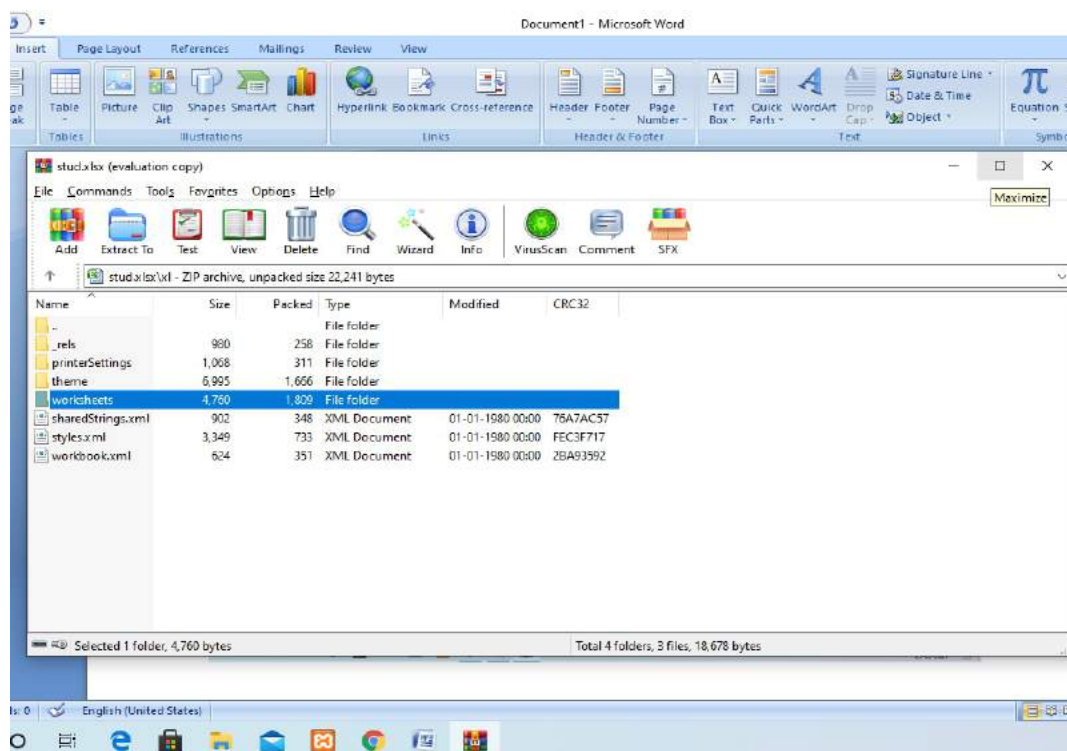 Document1 - Microsoft Word
Insert Page Layout References Mailings Review View
Table Picture Clip Art Shapes SmartArt Chart Hyperlink Bookmark Cross-reference Header Footer Page Number Text Box Quick Parts WordArt Drop Cap Signature Line Date & Time Object Equation
Tables Illustrations Links Header & Footer Text
stud.xlsx (evaluation copy)
File Commands Tools Favorites Options Help
Maximize
Add Extract To Test View Delete Find Wizard Info VirusScan Comment SFX
stud.xlsx\xl - ZIP archive, unpacked size 22,241 bytes
Name Size Packed Type Modified CRC32
.. File folder
_rels 980 258 File folder
printerSettings 1,068 311 File folder
theme 6,995 1,666 File folder
worksheets 4,760 1,809 File folder
sharedStrings.xml 902 348 XML Document 01-01-1980 00:00 76A7AC57
styles.xml 3,349 733 XML Document 01-01-1980 00:00 FEC3F717
workbook.xml 624 351 XML Document 01-01-1980 00:00 2BA93592
Selected 1 folder, 4,760 bytes Total 4 folders, 3 files, 18,678 bytes
English (United States)